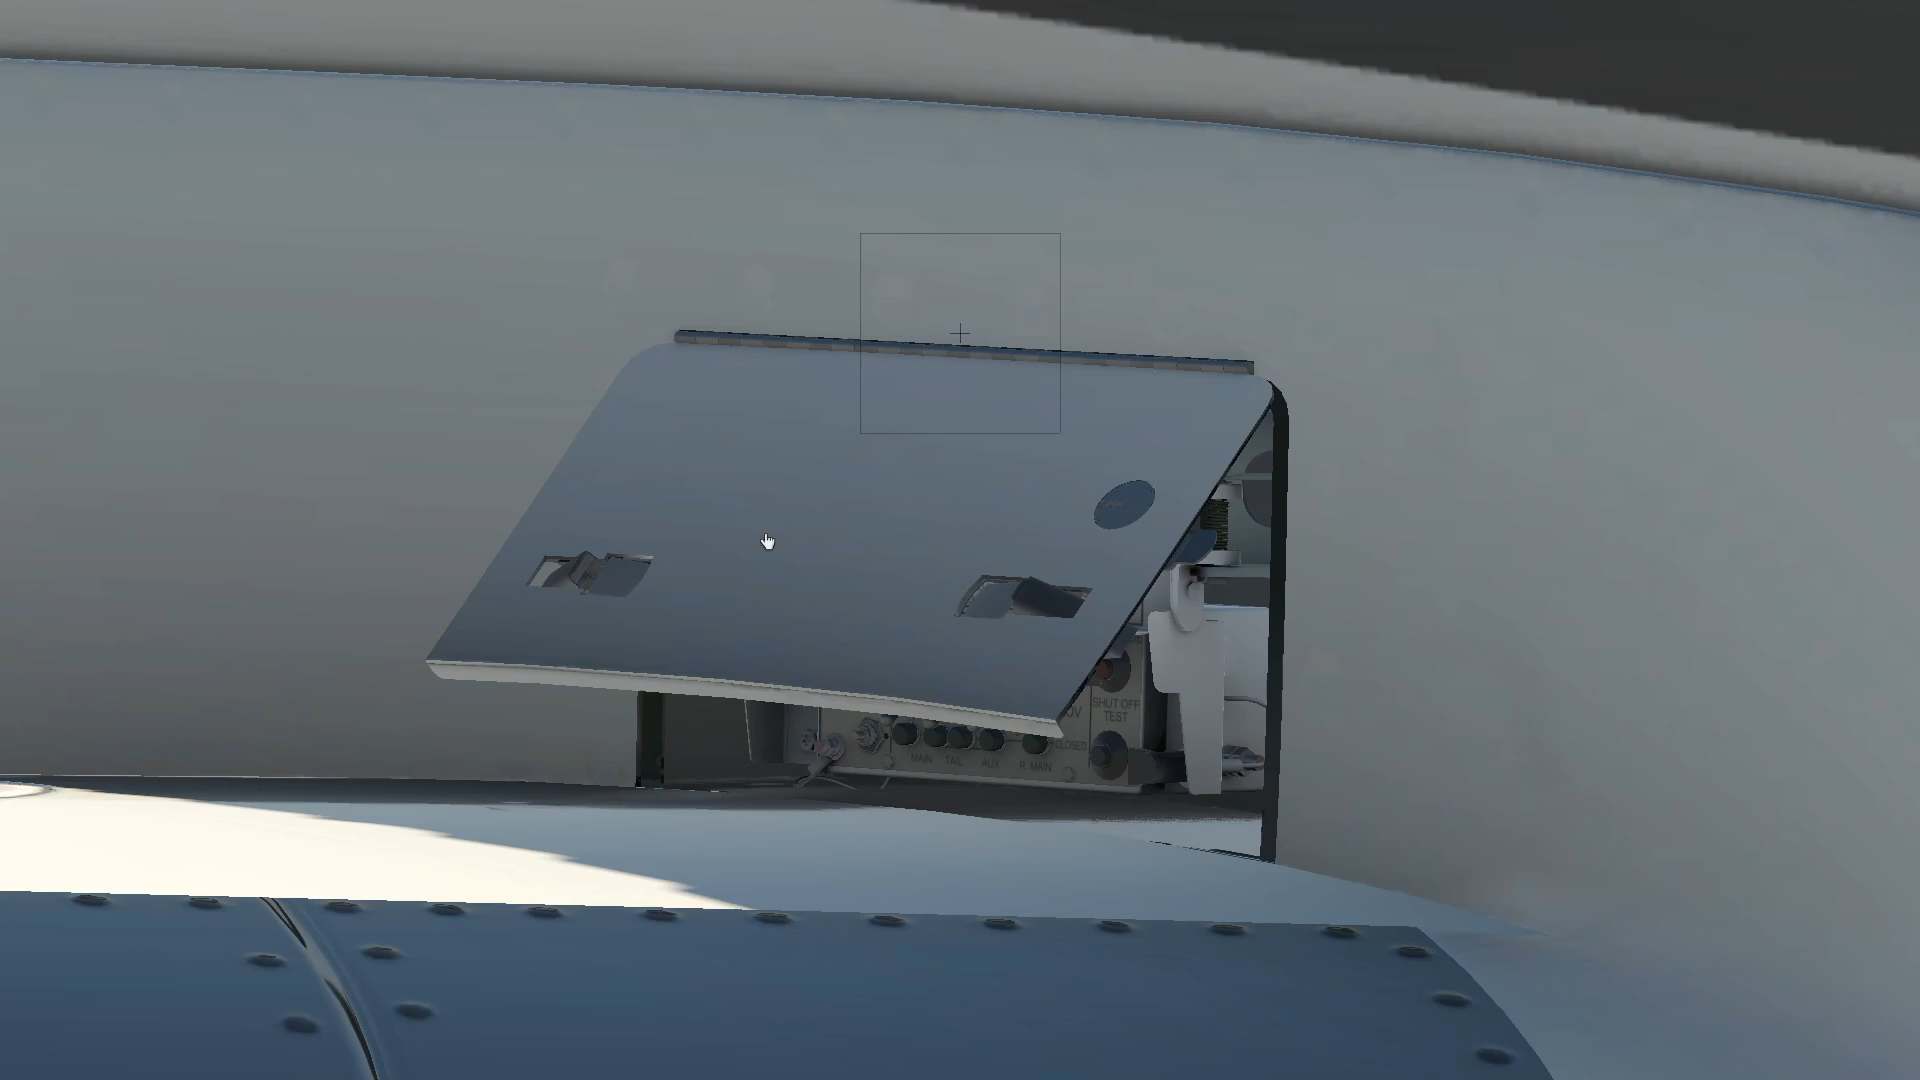 SHUT OFF
TEST
CLOSED
MAIN TAIL AUX R MAIN